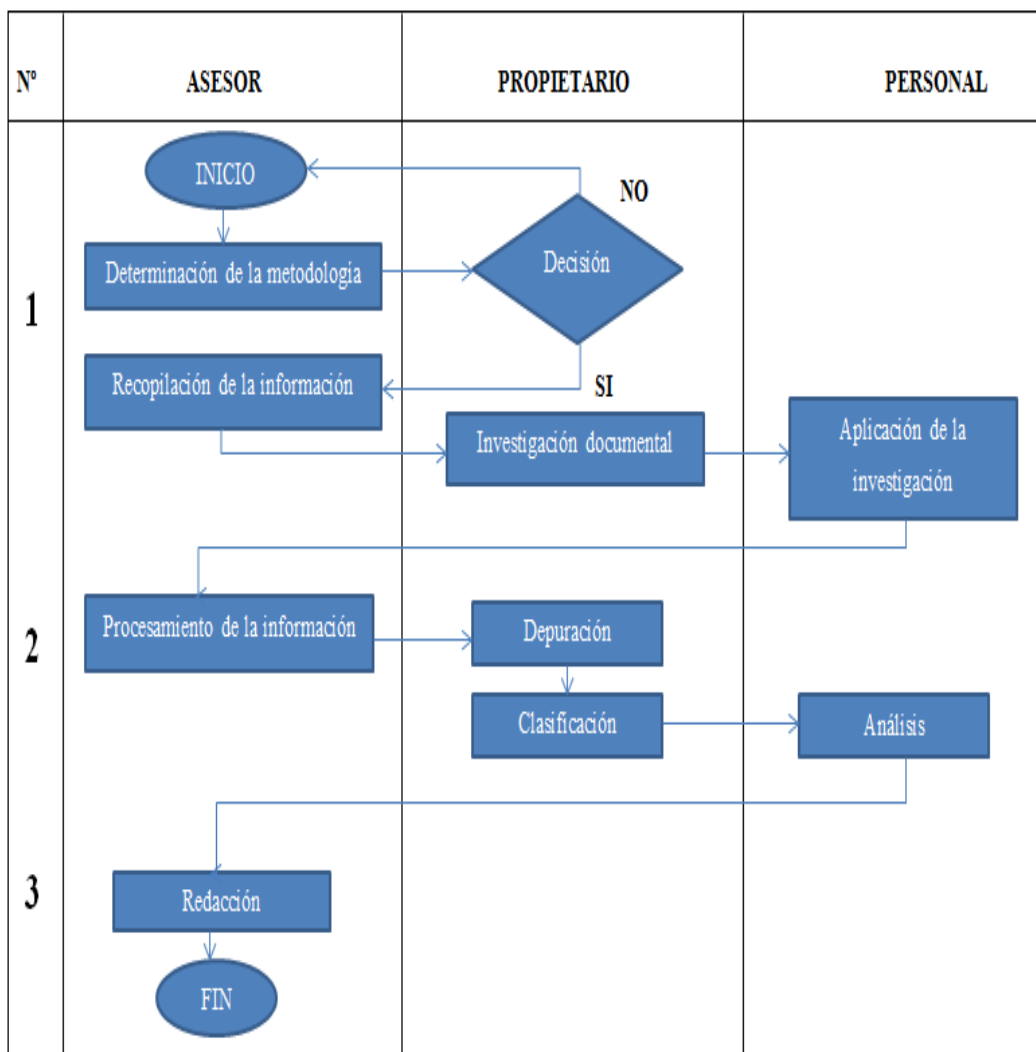 Nº ASESOR PROPIETARIO PERSONAL
INICIO
NO
Determinación de la metodología
Decisión
1
Recopilación de la información
SI
Investigación documental
Aplicación de la
investigación
2
Procesamiento de la información
Depuración
Clasificación
Análisis
3
Redacción
FIN